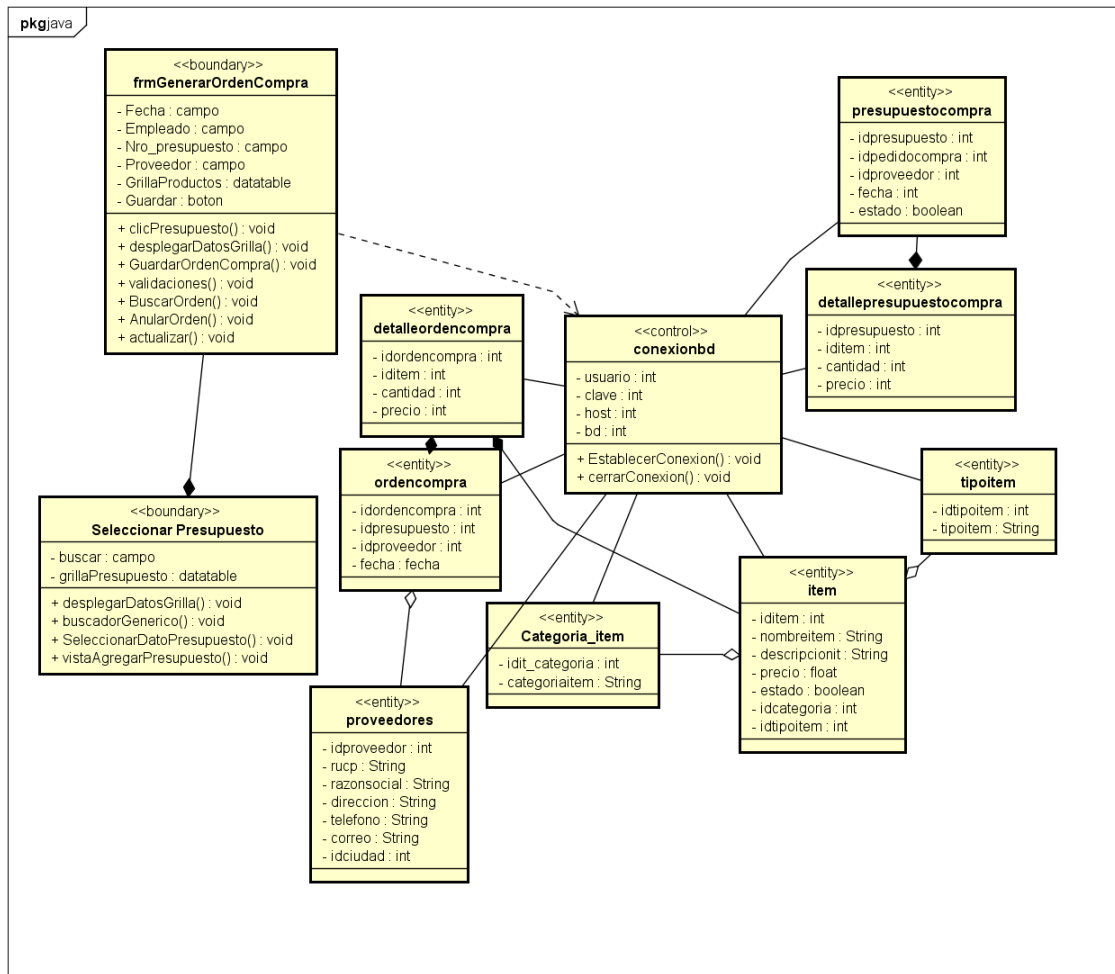 pkg java
<<boundary>>
frmGenerarOrdenCompra
- Fecha : campo
- Empleado : campo
- Nro_presupuesto : campo
- Proveedor : campo
- GrillaProductos : datatable
- Guardar : boton
+ clicPresupuesto() : void
+ desplegarDatosGrilla() : void
+ GuardarOrdenCompra() : void
+ validaciones() : void
+ BuscarOrden() : void
+ AnularOrden() : void
+ actualizar() : void
<<entity>>
presupuestocompra
- idpresupuesto : int
- idpedidocompra : int
- idproveedor : int
- fecha : int
- estado : boolean
<<entity>>
detallepresupuestocompra
- idpresupuesto : int
- iditem : int
- cantidad : int
- precio : int
<<entity>>
detalleordencompra
- idordencompra : int
- iditem : int
- cantidad : int
- precio : int
<<control>>
conexionbd
- usuario : int
- clave : int
- host : int
- bd : int
+ EstablecerConexion() : void
+ cerrarConexion() : void
<<entity>>
ordencompra
- idordencompra : int
- idpresupuesto : int
- idproveedor : int
- fecha : fecha
<<entity>>
tipoitem
- idtipoitem : int
- tipoitem : String
<<boundary>>
Seleccionar Presupuesto
- buscar : campo
- grillaPresupuesto : datatable
+ desplegarDatosGrilla() : void
+ buscadorGenerico() : void
+ SeleccionarDatoPresupuesto() : void
+ vistaAgregarPresupuesto() : void
<<entity>>
item
- iditem : int
- nombreitem : String
- descripcionit : String
- precio : float
- estado : boolean
- idcategoria : int
- idtipoitem : int
<<entity>>
Categoria_item
- idit_categoria : int
- categoriaitem : String
<<entity>>
proveedores
- idproveedor : int
- rucp : String
- razonsocial : String
- direccion : String
- telefono : String
- correo : String
- idciudad : int